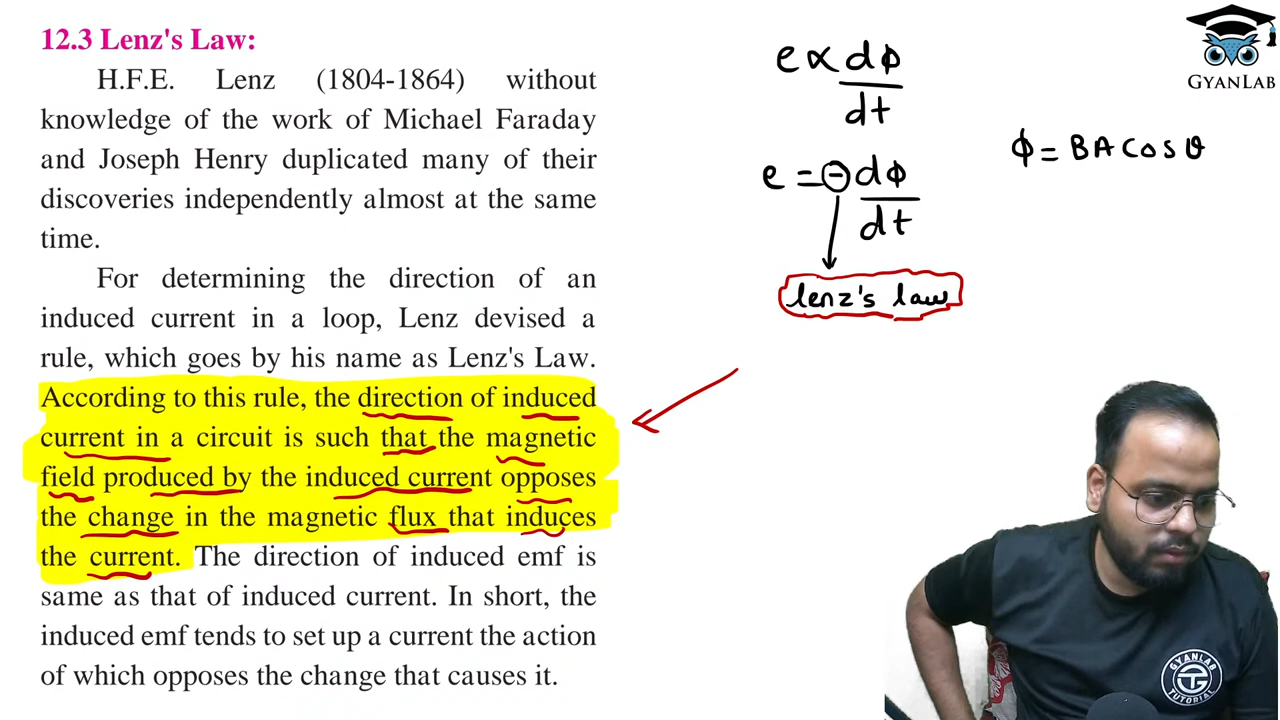 12.3 Lenz's Law:
H.F.E. Lenz (1804-1864) without
knowledge of the work of Michael Faraday
and Joseph Henry duplicated many of their
discoveries independently almost at the same
time.
For determining the direction of an
induced current in a loop, Lenz devised a
rule, which goes by his name as Lenz's Law.
According to this rule, the direction of induced
current in a circuit is such that the magnetic
field produced by the induced current opposes
the change in the magnetic flux that induces
the current. The direction of induced emf is
same as that of induced current. In short, the
induced emf tends to set up a current the action
of which opposes the change that causes it.
e ∝ dϕ
dt
e = - dϕ
dt
lenz's law
ϕ = BA cos θ
GYANLAB
GYANLAB
TUTORIAL